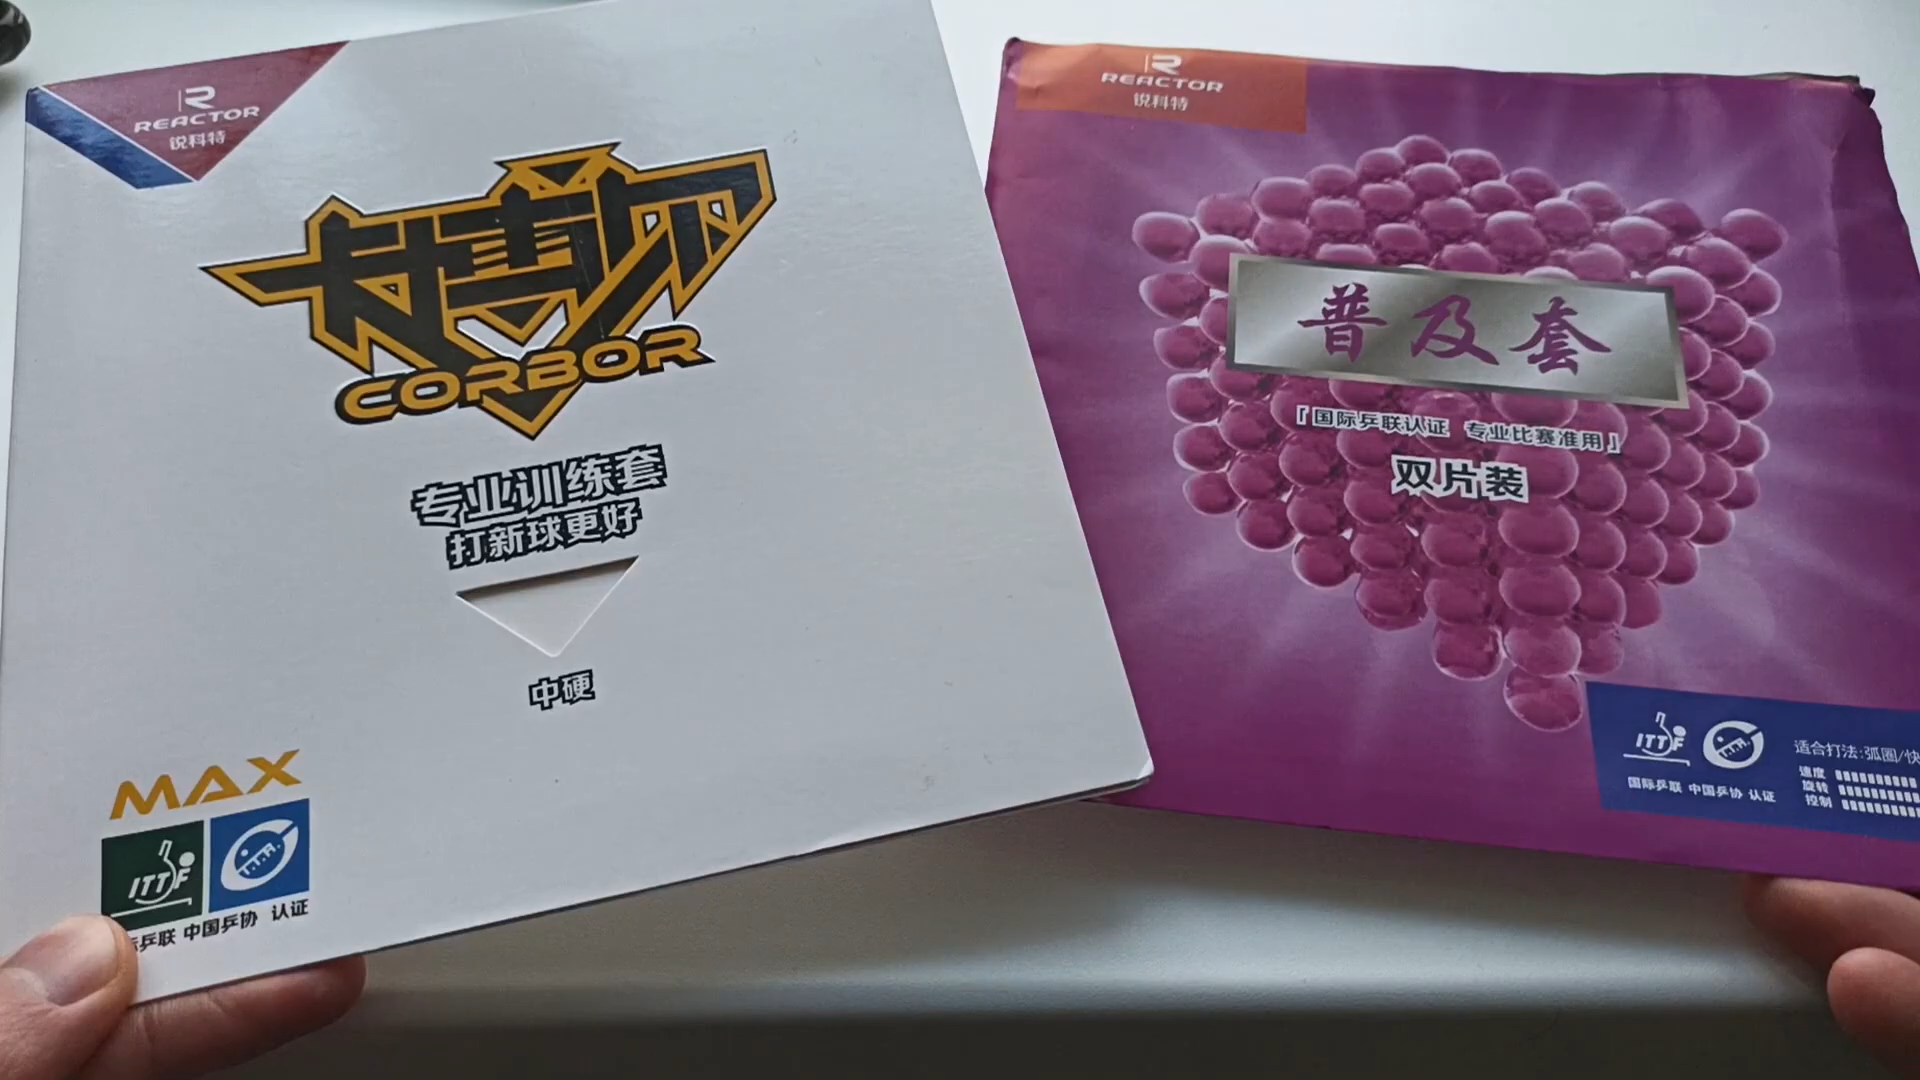 REACTOR
锐科特
卡博尔
CORBOR
专业训练套
打新球更好
中硬
MAX
ITTF
C.T.T.A.
乒联 中国乒协 认证
REACTOR
锐科特
普及套
「国际乒联认证 专业比赛准用」
双片装
ITTF
国际乒联 中国乒协 认证
适合打法:弧圈/快
速度
旋转
控制